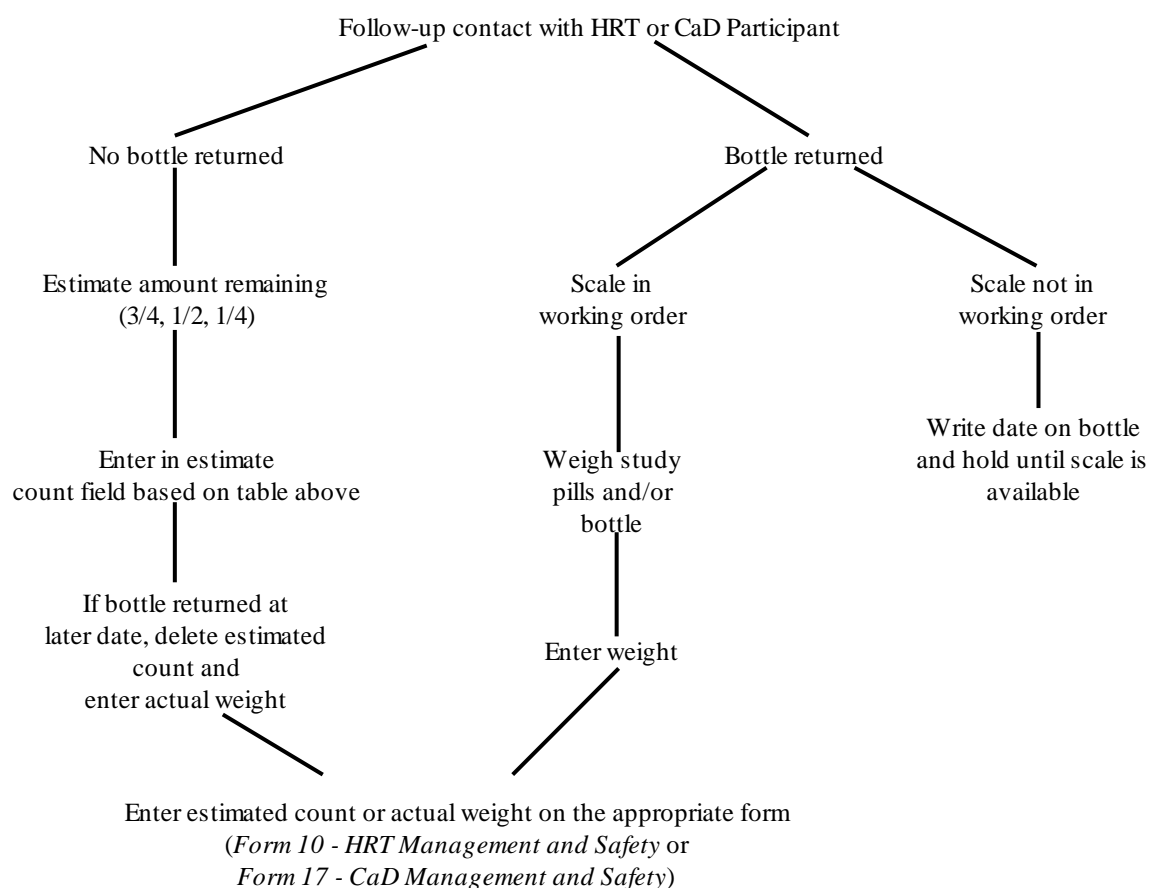 Follow-up contact with HRT or CaD Participant
No bottle returned
Bottle returned
Estimate amount remaining
(3/4, 1/2, 1/4)
Scale in
working order
Scale not in
working order
Enter in estimate
count field based on table above
Weigh study
pills and/or
bottle
Write date on bottle
and hold until scale is
available
If bottle returned at
later date, delete estimated
count and
enter actual weight
Enter weight
Enter estimated count or actual weight on the appropriate form
(Form 10 - HRT Management and Safety or
Form 17 - CaD Management and Safety)